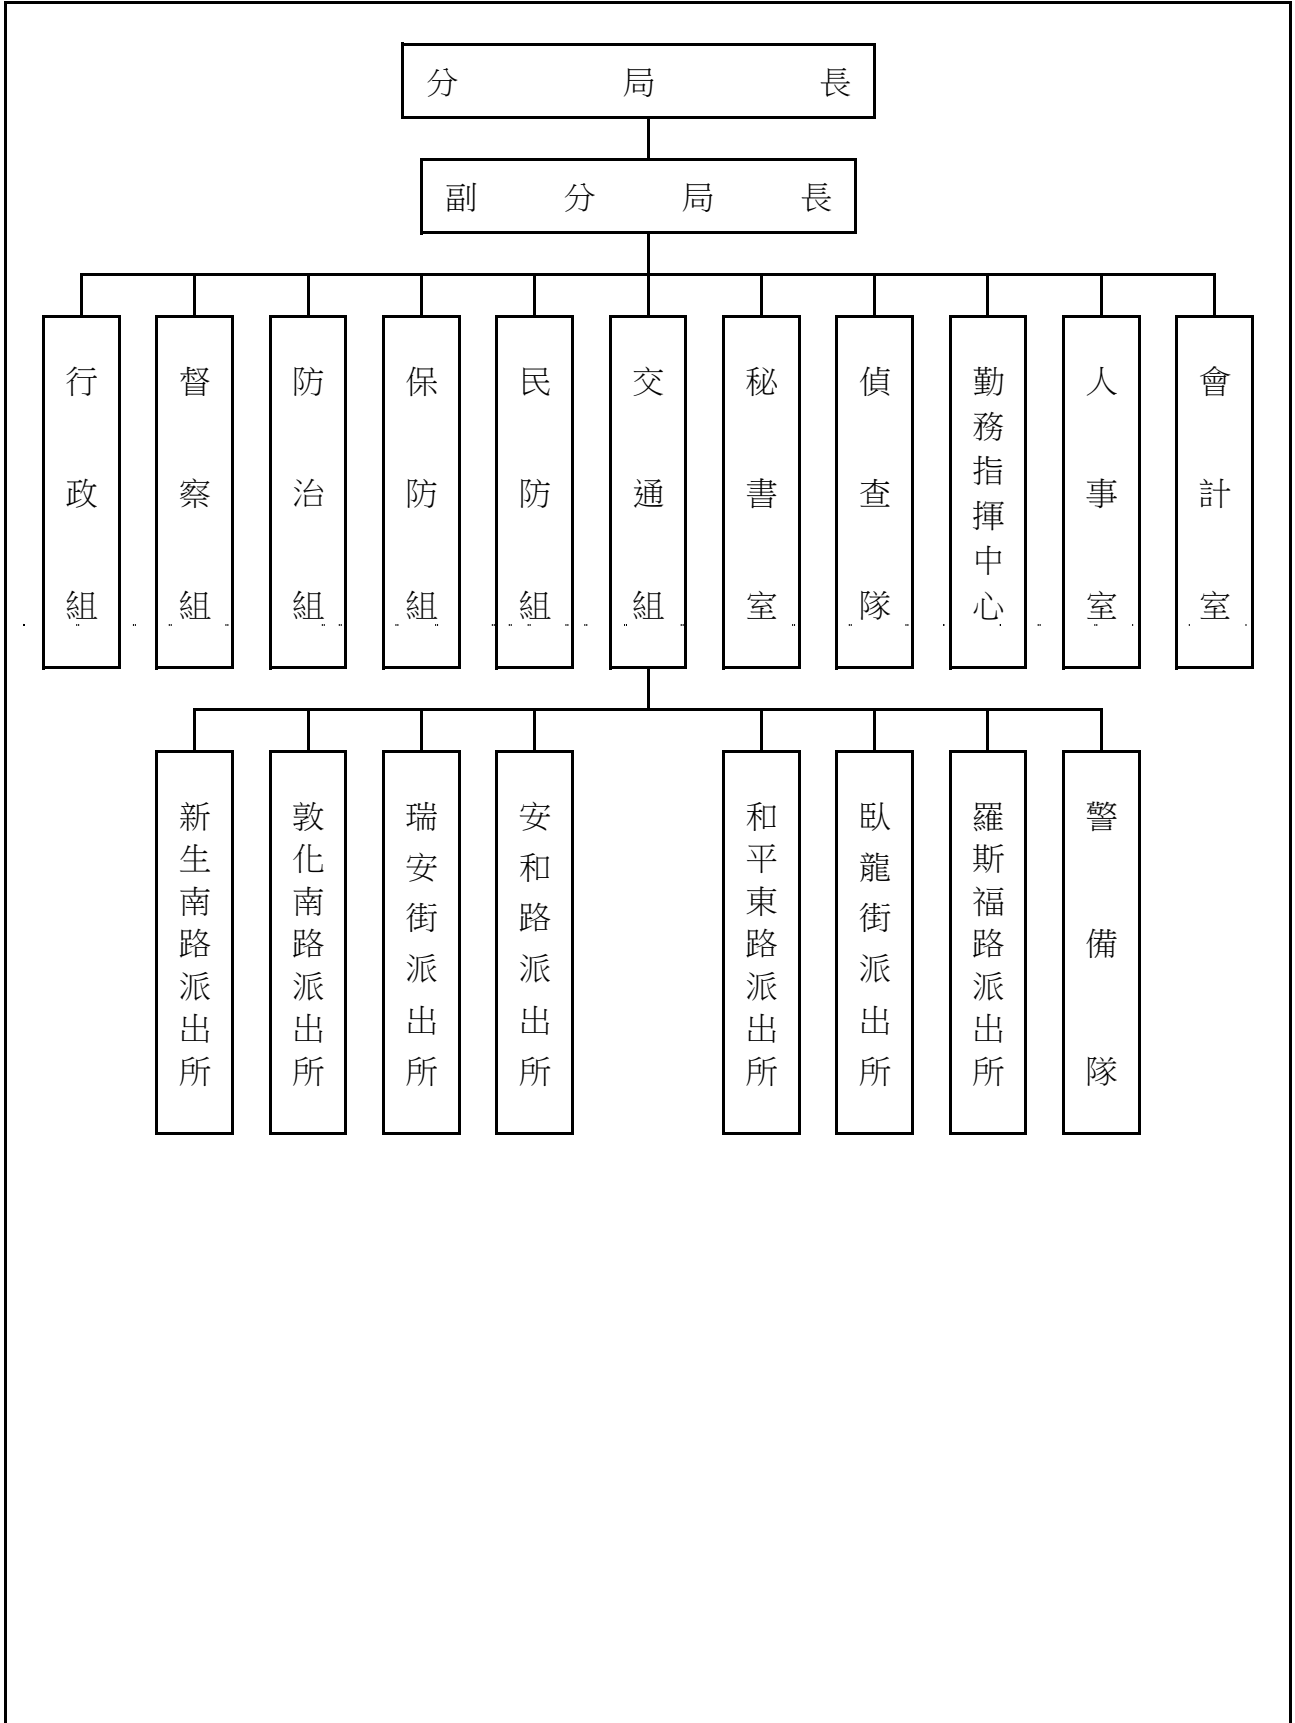 分局長
副分局長
行政組
督察組
防治組
保防組
民防組
交通組
秘書室
偵查隊
勤務指揮中心
人事室
會計室
新生南路派出所
敦化南路派出所
瑞安街派出所
安和路派出所
和平東路派出所
臥龍街派出所
羅斯福路派出所
警備隊